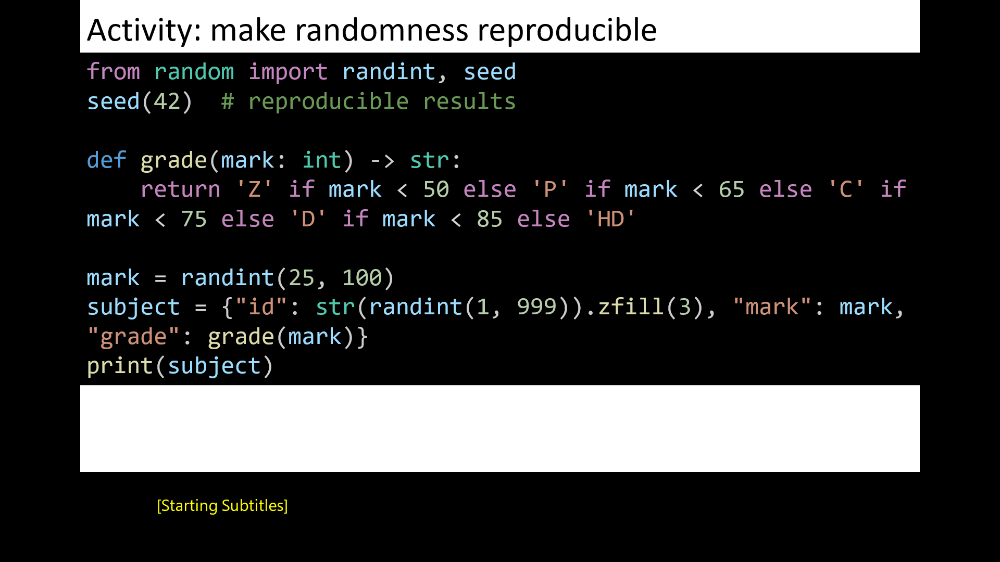 Activity: make randomness reproducible
from random import randint, seed
seed(42)  # reproducible results
def grade(mark: int) -> str:
    return 'Z' if mark < 50 else 'P' if mark < 65 else 'C' if
mark < 75 else 'D' if mark < 85 else 'HD'
mark = randint(25, 100)
subject = {"id": str(randint(1, 999)).zfill(3), "mark": mark,
"grade": grade(mark)}
print(subject)
[Starting Subtitles]